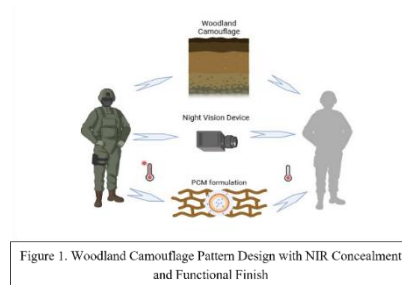 Woodland
Camouflage
Night Vision Device
PCM formulation
Figure 1. Woodland Camouflage Pattern Design with NIR Concealment
and Functional Finish